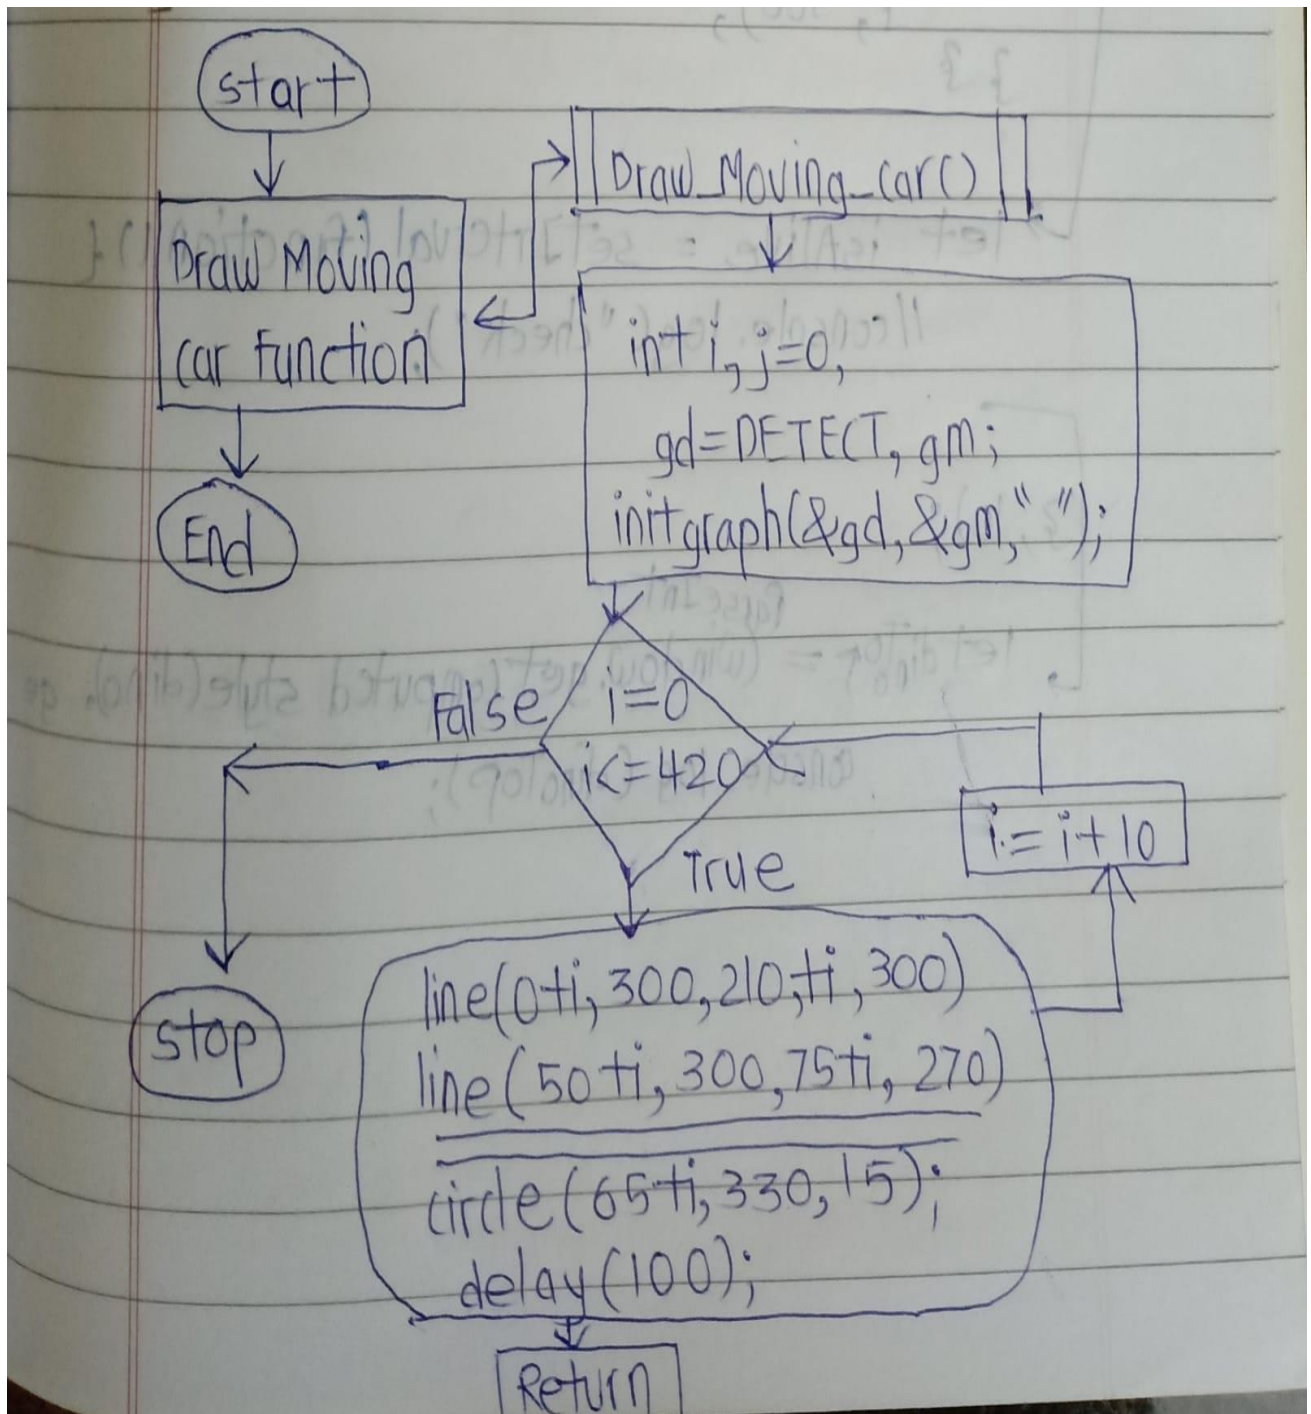 start
Draw Moving
car function
End
Draw_Moving_car()
int i, j=0,
gd=DETECT, gm;
initgraph(&gd, &gm, " ");
False
i=0
i<=420
True
i = i+10
stop
line(0+i, 300, 210,+i, 300)
line(50+i, 300, 75+i, 270)
circle(65+i, 330, 15);
delay(100);
Return